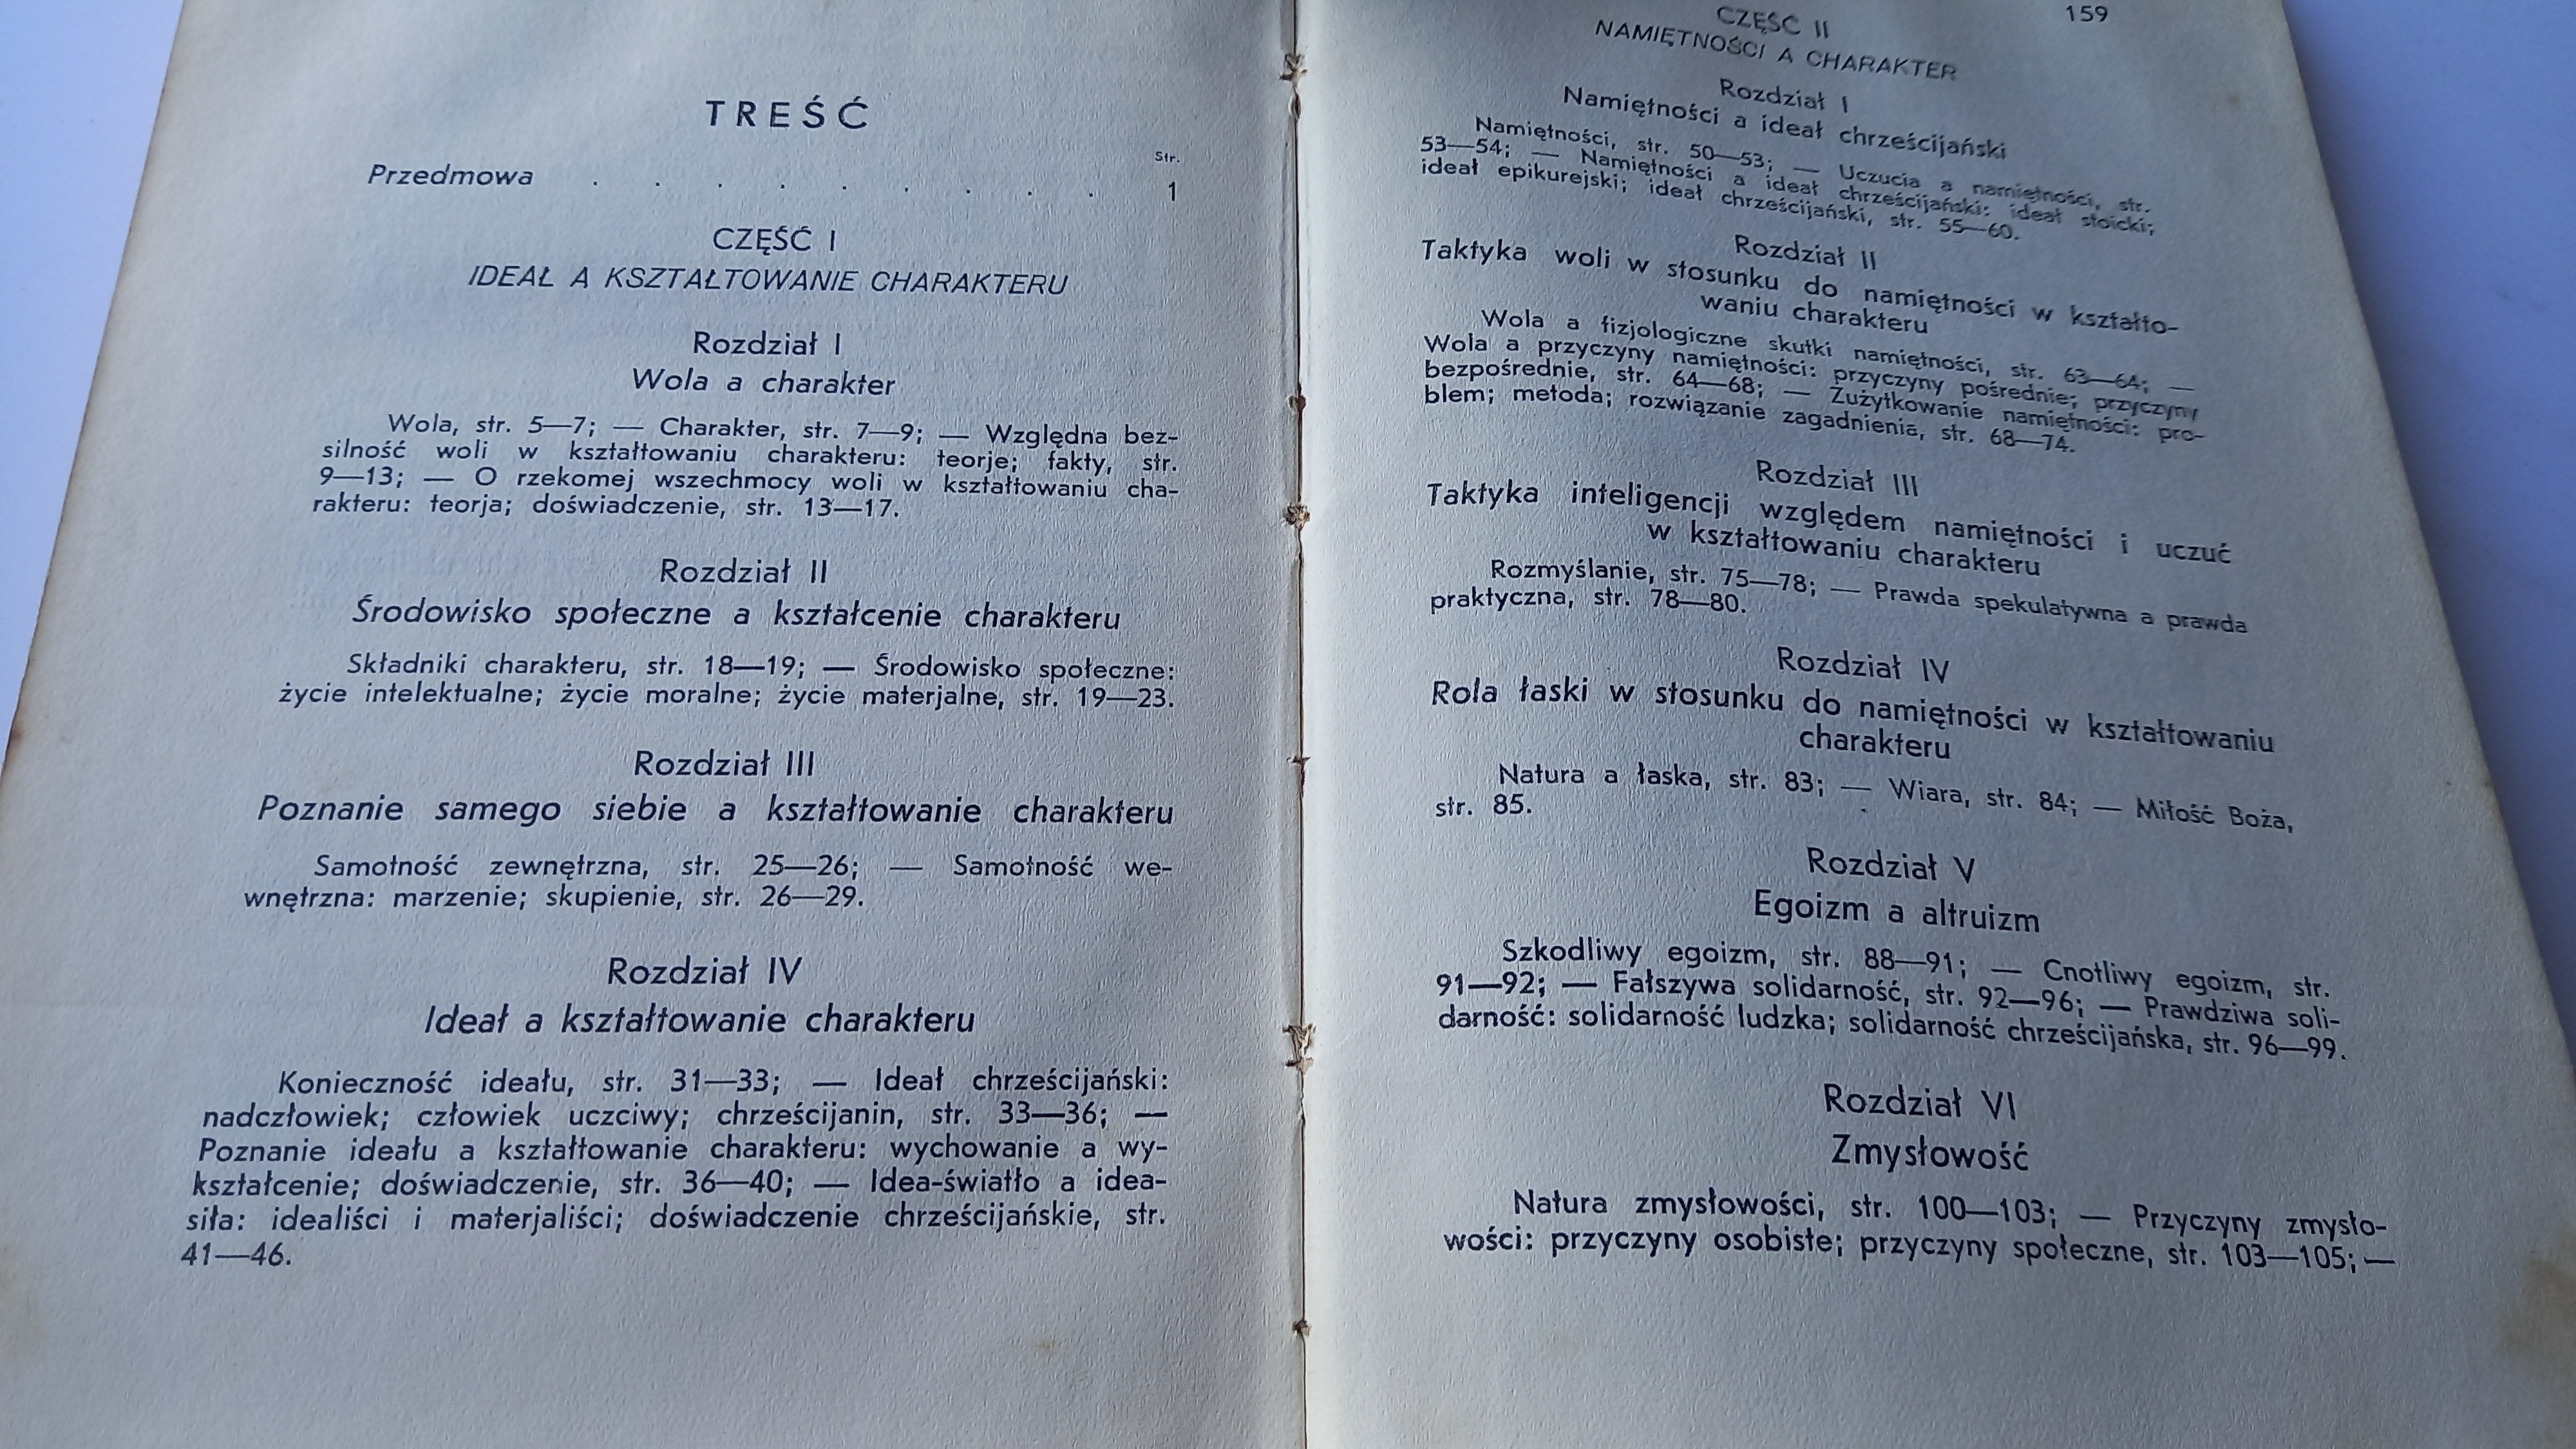 TREŚĆ
Str.
Przedmowa . . . . . . . . . 1
CZĘŚĆ I
IDEAŁ A KSZTAŁTOWANIE CHARAKTERU
Rozdział I
Wola a charakter
Wola, str. 5—7; — Charakter, str. 7—9; — Względna bez-
silność woli w kształtowaniu charakteru: teorje; fakty, str.
9—13; — O rzekomej wszechmocy woli w kształtowaniu cha-
rakteru: teorja; doświadczenie, str. 13—17.
Rozdział II
Środowisko społeczne a kształcenie charakteru
Składniki charakteru, str. 18—19; — Środowisko społeczne:
życie intelektualne; życie moralne; życie materjalne, str. 19—23.
Rozdział III
Poznanie samego siebie a kształtowanie charakteru
Samotność zewnętrzna, str. 25—26; — Samotność we-
wnętrzna: marzenie; skupienie, str. 26—29.
Rozdział IV
Ideał a kształtowanie charakteru
Konieczność ideału, str. 31—33; — Ideał chrześcijański:
nadczłowiek; człowiek uczciwy; chrześcijanin, str. 33—36; —
Poznanie ideału a kształtowanie charakteru: wychowanie a wy-
kształcenie; doświadczenie, str. 36—40; — Idea-światło a idea-
siła: idealiści i materjaliści; doświadczenie chrześcijańskie, str.
41—46.
159
CZĘŚĆ II
NAMIĘTNOŚCI A CHARAKTER
Rozdział I
Namiętności a ideał chrześcijański
Namiętności, str. 50—53; — Uczucia a namiętności, str.
53—54; — Namiętności a ideał chrześcijański: ideał stoicki;
ideał epikurejski; ideał chrześcijański, str. 55—60.
Rozdział II
Taktyka woli w stosunku do namiętności w kształto-
waniu charakteru
Wola a fizjologiczne skutki namiętności, str. 63—64; —
Wola a przyczyny namiętności: przyczyny pośrednie; przyczyny
bezpośrednie, str. 64—68; — Zużytkowanie namiętności: pro-
blem; metoda; rozwiązanie zagadnienia, str. 68—74.
Rozdział III
Taktyka inteligencji względem namiętności i uczuć
w kształtowaniu charakteru
Rozmyślanie, str. 75—78; — Prawda spekulatywna a prawda
praktyczna, str. 78—80.
Rozdział IV
Rola łaski w stosunku do namiętności w kształtowaniu
charakteru
Natura a łaska, str. 83; — Wiara, str. 84; — Miłość Boża,
str. 85.
Rozdział V
Egoizm a altruizm
Szkodliwy egoizm, str. 88—91; — Cnotliwy egoizm, str.
91—92; — Fałszywa solidarność, str. 92—96; — Prawdziwa soli-
darność: solidarność ludzka; solidarność chrześcijańska, str. 96—99.
Rozdział VI
Zmysłowość
Natura zmysłowości, str. 100—103; — Przyczyny zmysło-
wości: przyczyny osobiste; przyczyny społeczne, str. 103—105; —